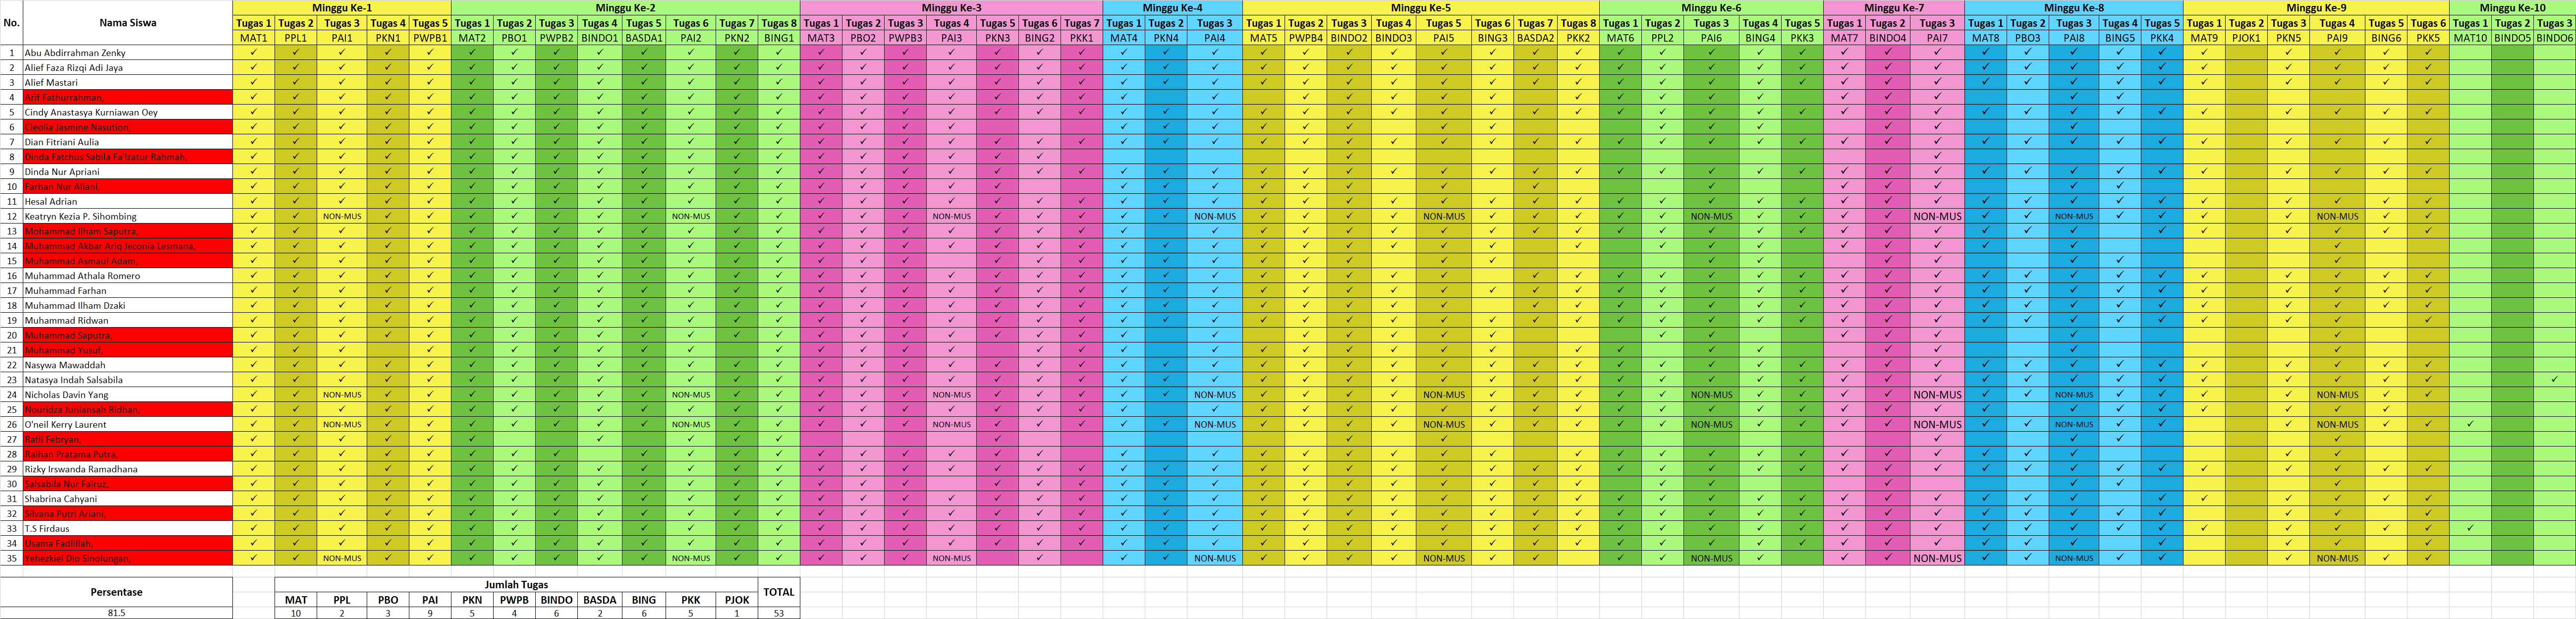 No. Nama Siswa Minggu Ke-1 Minggu Ke-2 Minggu Ke-3 Minggu Ke-4 Minggu Ke-5 Minggu Ke-6 Minggu Ke-7 Minggu Ke-8 Minggu Ke-9 Minggu Ke-10
Tugas 1 Tugas 2 Tugas 3 Tugas 4 Tugas 5 Tugas 1 Tugas 2 Tugas 3 Tugas 4 Tugas 5 Tugas 6 Tugas 7 Tugas 8 Tugas 1 Tugas 2 Tugas 3 Tugas 4 Tugas 5 Tugas 6 Tugas 7 Tugas 1 Tugas 2 Tugas 3 Tugas 1 Tugas 2 Tugas 3 Tugas 4 Tugas 5 Tugas 6 Tugas 7 Tugas 8 Tugas 1 Tugas 2 Tugas 3 Tugas 4 Tugas 5 Tugas 1 Tugas 2 Tugas 3 Tugas 1 Tugas 2 Tugas 3 Tugas 4 Tugas 5 Tugas 1 Tugas 2 Tugas 3 Tugas 4 Tugas 5 Tugas 6 Tugas 1 Tugas 2 Tugas 3
MAT1 PPL1 PAI1 PKN1 PWPB1 MAT2 PBO1 PWPB2 BINDO1 BASDA1 PAI2 PKN2 BING1 MAT3 PBO2 PWPB3 PAI3 PKN3 BING2 PKK1 MAT4 PKN4 PAI4 MAT5 PWPB4 BINDO2 BINDO3 PAI5 BING3 BASDA2 PKK2 MAT6 PPL2 PAI6 BING4 PKK3 MAT7 BINDO4 PAI7 MAT8 PBO3 PAI8 BING5 PKK4 MAT9 PJOK1 PKN5 PAI9 BING6 PKK5 MAT10 BINDO5 BINDO6
1 Abu Abdirrahman Zenky
2 Alief Faza Rizqi Adi Jaya
3 Alief Mastari
4 Arif Fathurrahman,
5 Cindy Anastasya Kurniawan Oey
6 Cleolia Jasmine Nasution,
7 Dian Fitriani Aulia
8 Dinda Fatchus Sabila Fa'izatur Rahmah,
9 Dinda Nur Apriani
10 Farhan Nur Aliani,
11 Hesal Adrian
12 Keatryn Kezia P. Sihombing NON-MUS NON-MUS NON-MUS NON-MUS NON-MUS NON-MUS NON-MUS NON-MUS NON-MUS
13 Mohammad Ilham Saputra,
14 Muhammad Akbar Ariq Jeconia Lesmana,
15 Muhammad Asmaul Adam,
16 Muhammad Athala Romero
17 Muhammad Farhan
18 Muhammad Ilham Dzaki
19 Muhammad Ridwan
20 Muhammad Saputra,
21 Muhammad Yusuf,
22 Nasywa Mawaddah
23 Natasya Indah Salsabila
24 Nicholas Davin Yang NON-MUS NON-MUS NON-MUS NON-MUS NON-MUS NON-MUS NON-MUS NON-MUS NON-MUS
25 Nouridza Juniansah Ridhan,
26 O'neil Kerry Laurent NON-MUS NON-MUS NON-MUS NON-MUS NON-MUS NON-MUS NON-MUS NON-MUS NON-MUS
27 Rafli Febryan,
28 Raihan Pratama Putra,
29 Rizky Irswanda Ramadhana
30 Salsabila Nur Fairuz,
31 Shabrina Cahyani
32 Silvana Putri Ariani,
33 T.S Firdaus
34 Usama Fadlillah,
35 Yehezkiel Dio Sinolungan, NON-MUS NON-MUS NON-MUS NON-MUS NON-MUS NON-MUS NON-MUS NON-MUS NON-MUS
Persentase
81.5
Jumlah Tugas TOTAL
MAT PPL PBO PAI PKN PWPB BINDO BASDA BING PKK PJOK
10 2 3 9 5 4 6 2 6 5 1 53